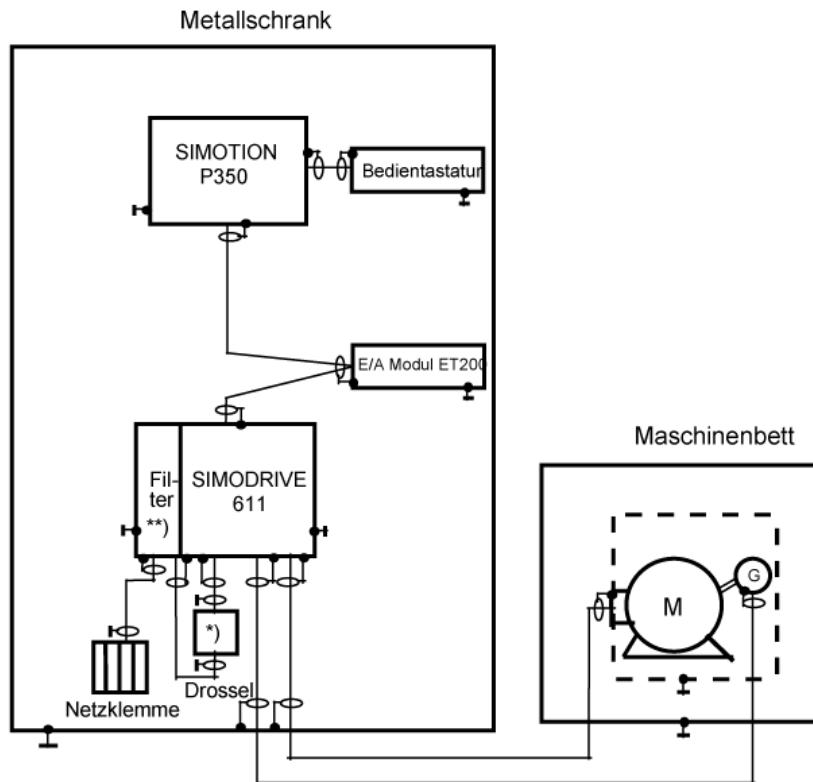 Metallschrank
SIMOTION
P350
Bedientastatur
E/A Modul ET200
Fil-
ter
**)
SIMODRIVE
611
*)
Drossel
Netzklemme
Maschinenbett
M
G